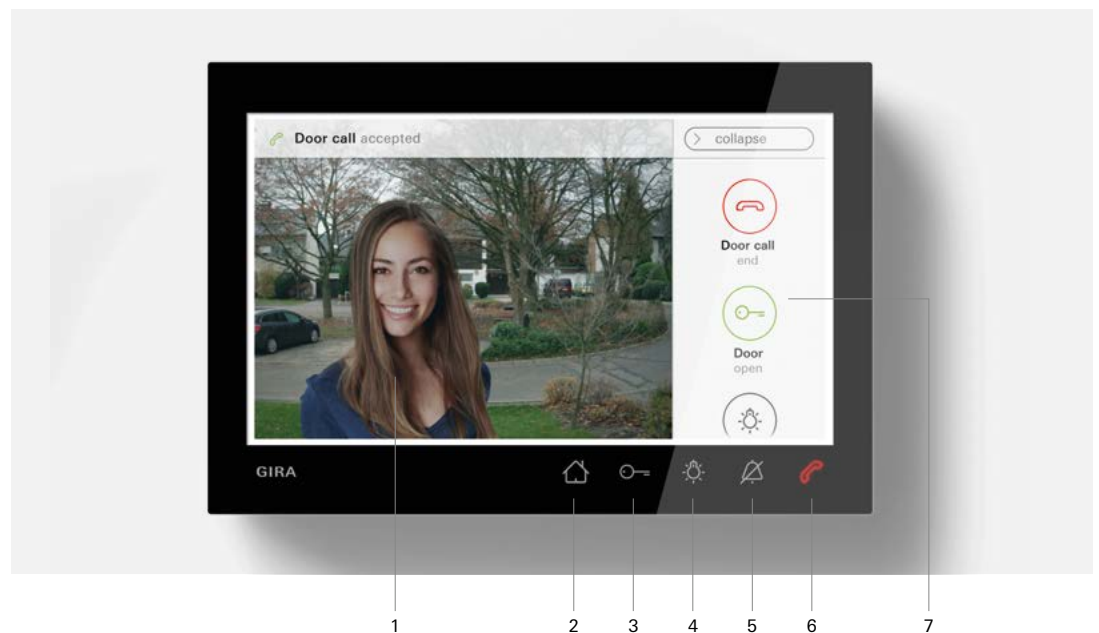 Door call accepted
collapse
Door call
end
Door
open
GIRA
1 2 3 4 5 6 7